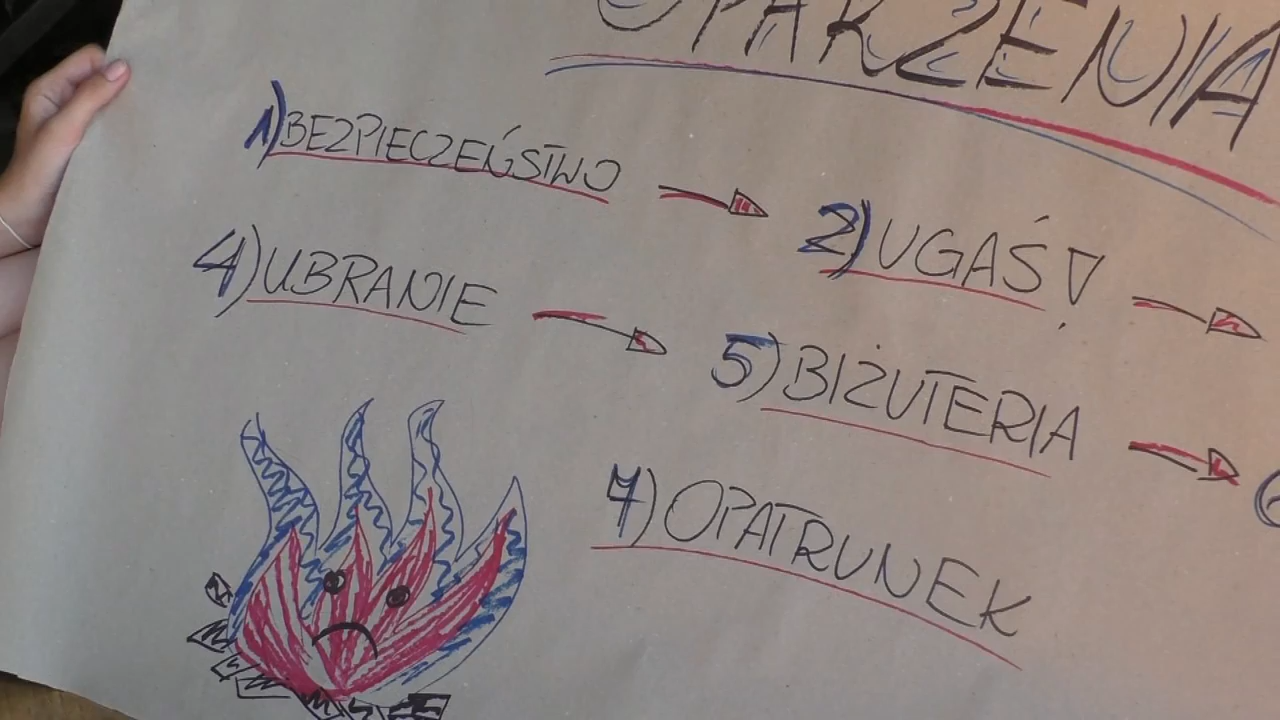 OPARZENIA
1) BEZPIECZEŃSTWO → 2) UGAŚ! →
4) UBRANIE → 5) BIŻUTERIA →
7) OPATRUNEK